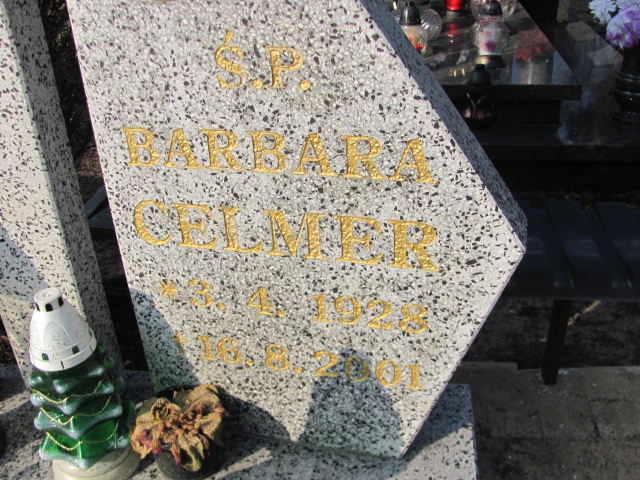 Ś.P.
BARBARA
CELMER
* 3. 4. 1928
† 16. 8. 2001